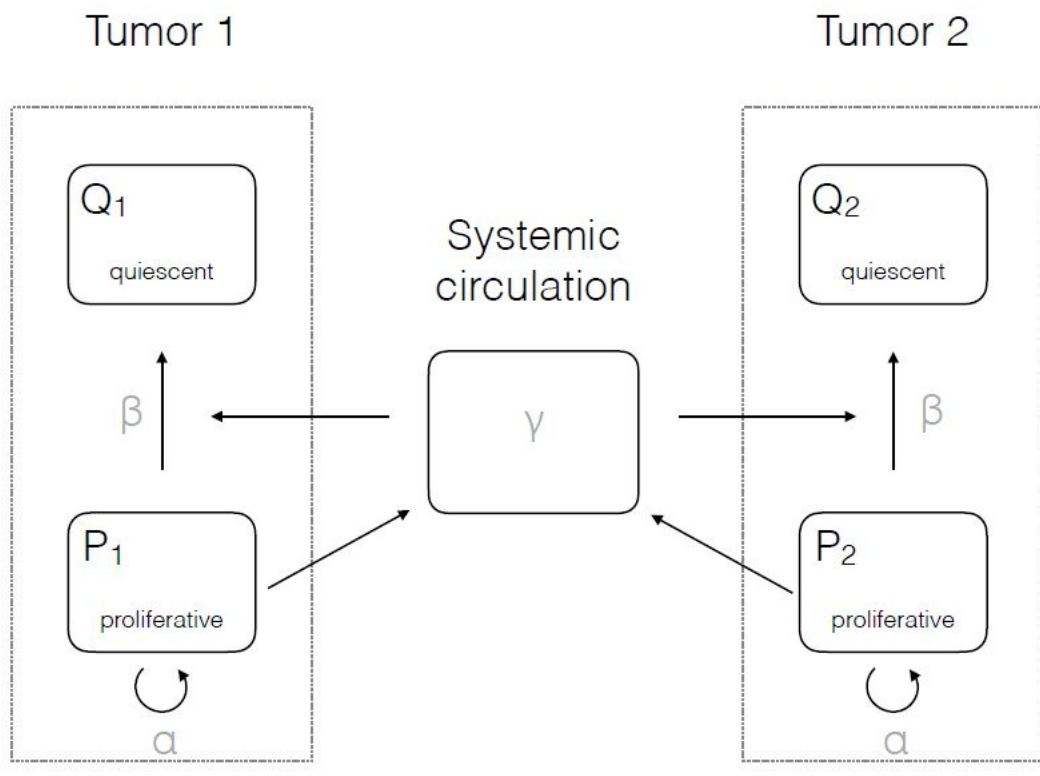 Tumor 1
Tumor 2
Q₁
quiescent
Q₂
quiescent
Systemic
circulation
β
γ
β
P₁
proliferative
P₂
proliferative
α
α